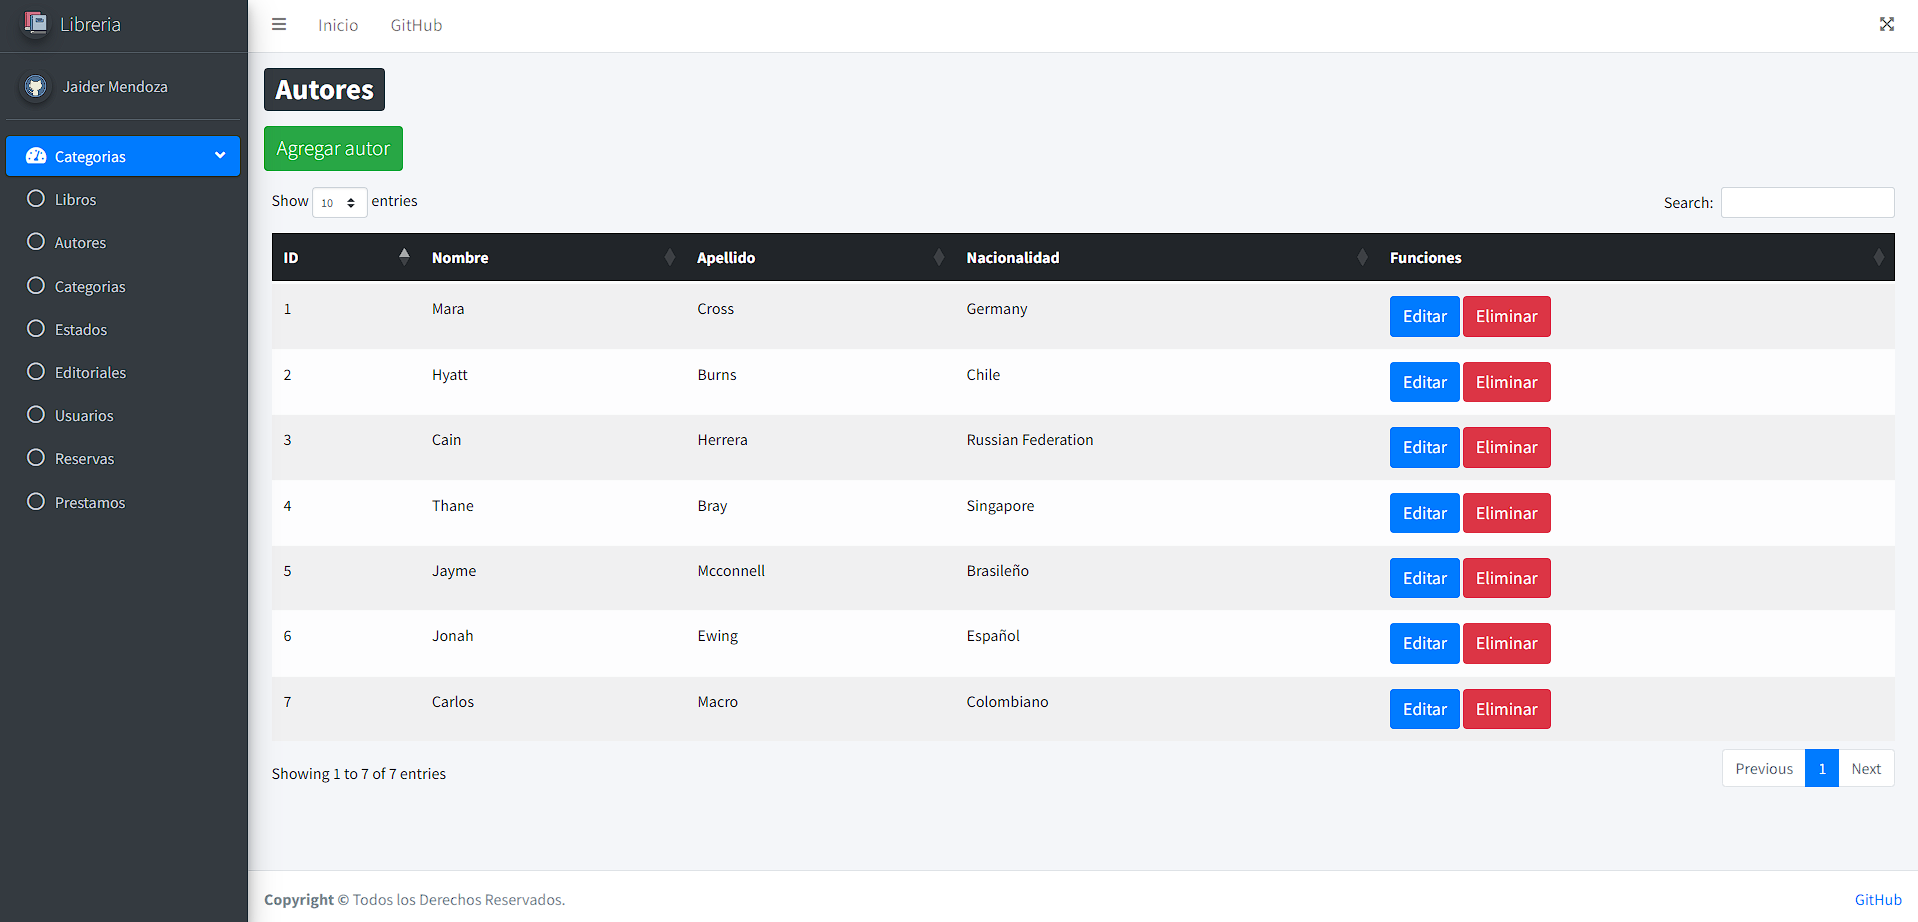 Libreria
Inicio GitHub
Jaider Mendoza
Categorias
Libros
Autores
Categorias
Estados
Editoriales
Usuarios
Reservas
Prestamos
Autores
Agregar autor
Show 10 entries
Search:
ID Nombre Apellido Nacionalidad Funciones
1 Mara Cross Germany Editar Eliminar
2 Hyatt Burns Chile Editar Eliminar
3 Cain Herrera Russian Federation Editar Eliminar
4 Thane Bray Singapore Editar Eliminar
5 Jayme Mcconnell Brasileño Editar Eliminar
6 Jonah Ewing Español Editar Eliminar
7 Carlos Macro Colombiano Editar Eliminar
Showing 1 to 7 of 7 entries
Previous 1 Next
Copyright © Todos los Derechos Reservados.
GitHub